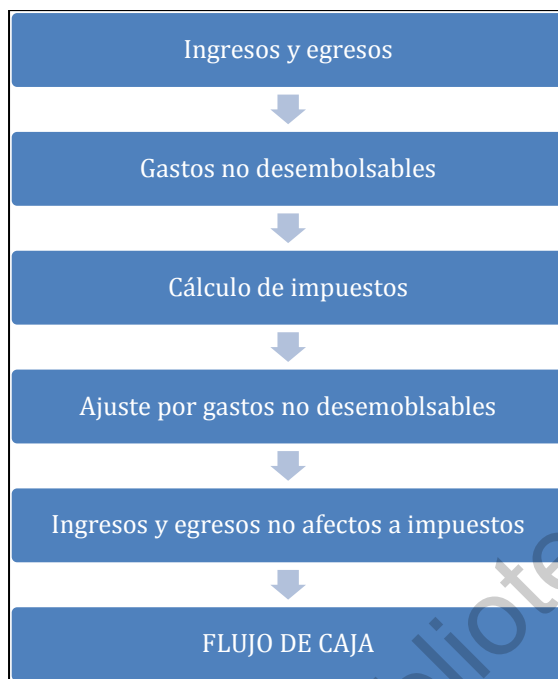 Ingresos y egresos
Gastos no desembolsables
Cálculo de impuestos
Ajuste por gastos no desemoblsables
Ingresos y egresos no afectos a impuestos
FLUJO DE CAJA